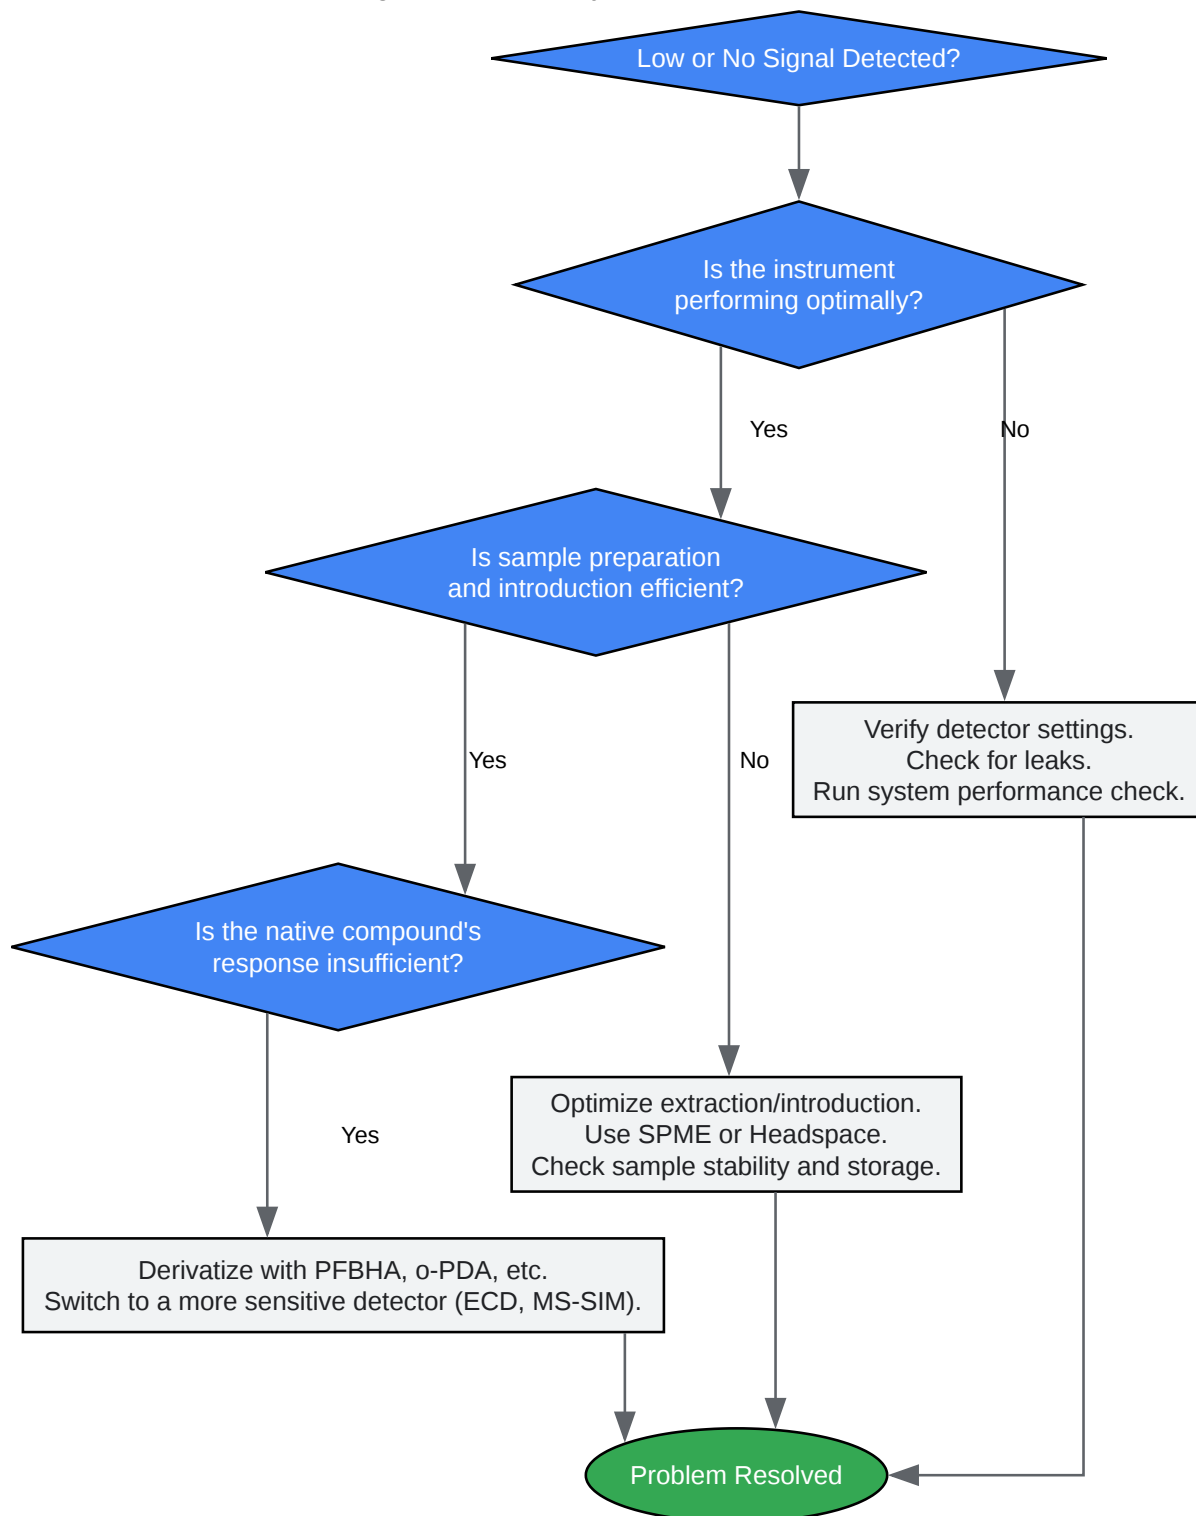 Low or No Signal Detected?
Is the instrument
performing optimally?
Yes
No
Is sample preparation
and introduction efficient?
Verify detector settings.
Check for leaks.
Run system performance check.
Yes
No
Is the native compound's
response insufficient?
Optimize extraction/introduction.
Use SPME or Headspace.
Check sample stability and storage.
Yes
Derivatize with PFBHA, o-PDA, etc.
Switch to a more sensitive detector (ECD, MS-SIM).
Problem Resolved